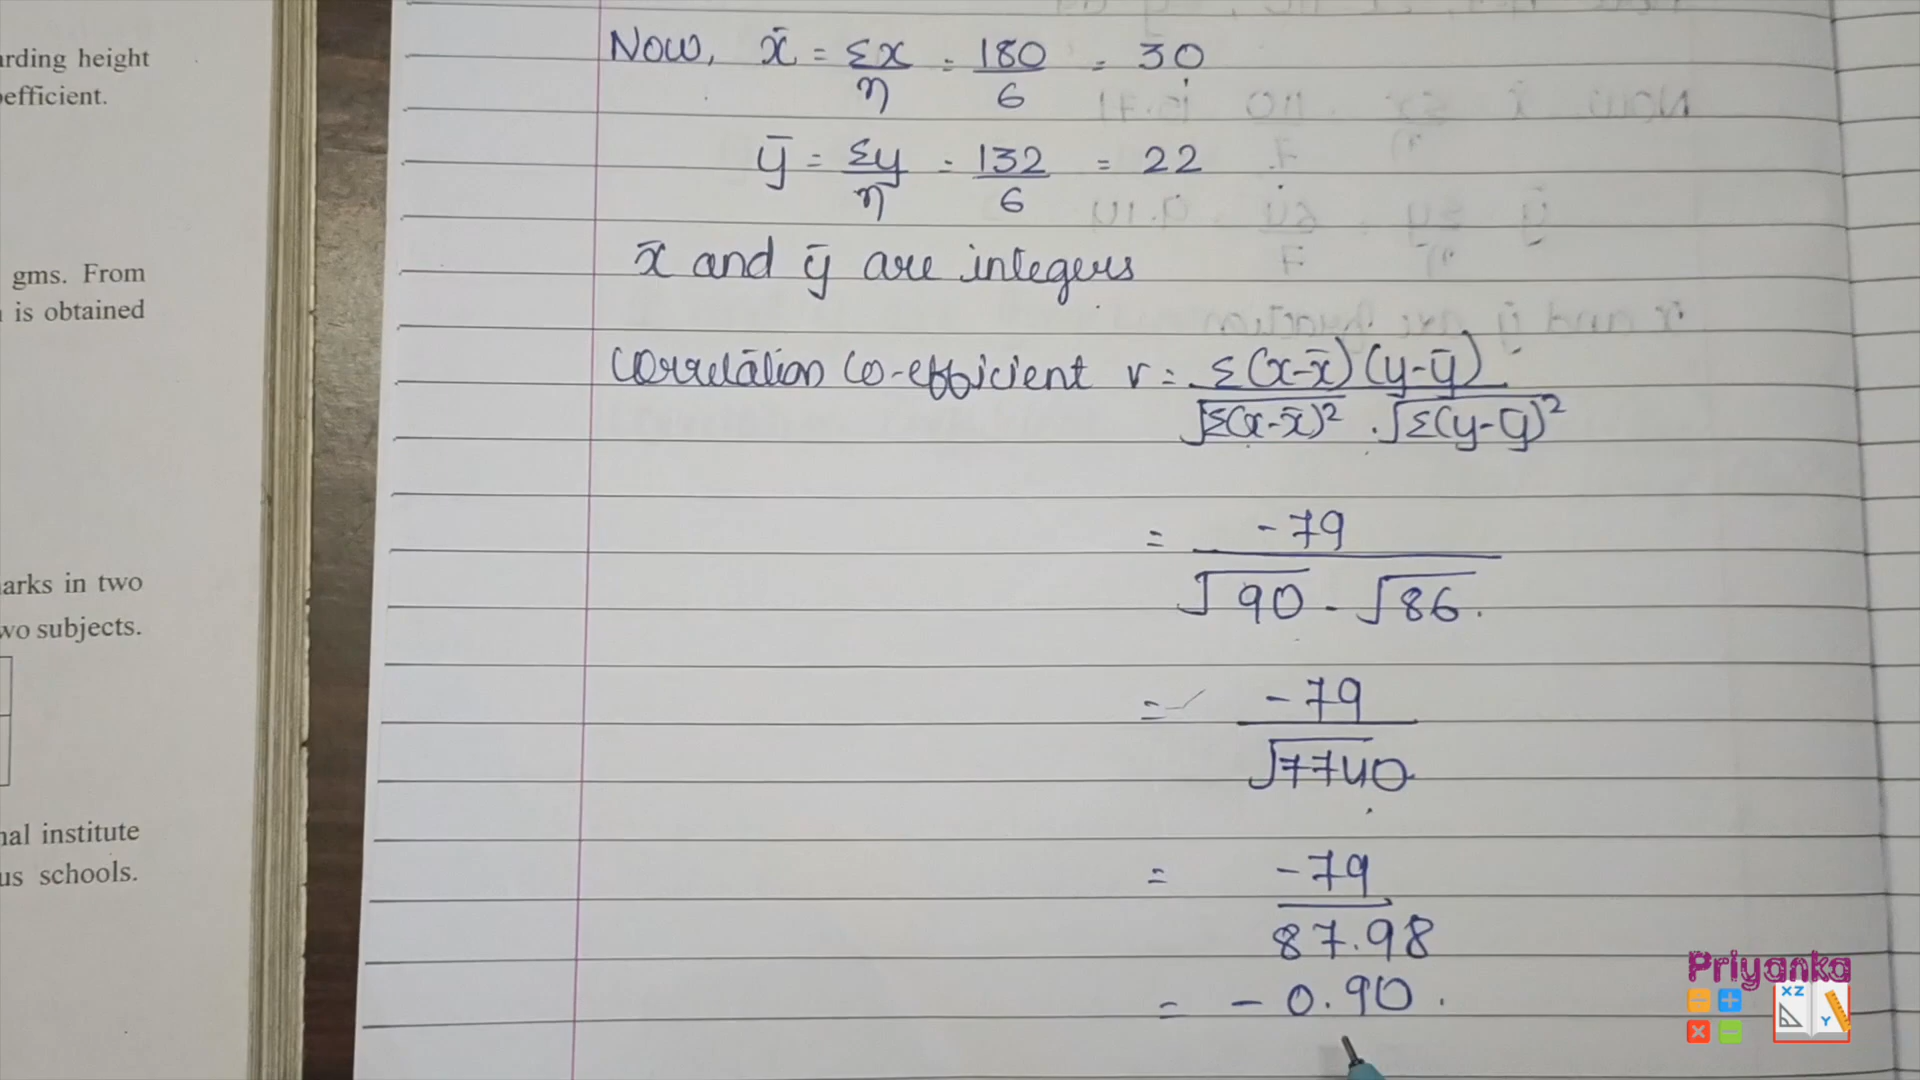 arding height
efficient.
gms. From
is obtained
arks in two
wo subjects.
nal institute
us schools.
Now, x̄ = Σx/n = 180/6 = 30
ȳ = Σy/n = 132/6 = 22
x̄ and ȳ are integers
Correlation Co-efficient r = Σ(x-x̄)(y-ȳ) / √Σ(x-x̄)² . √Σ(y-ȳ)²
= -79 / √90 - √86.
= -79 / √7740
= -79 / 87.98
= -0.90.
Priyanka
XZ
Y